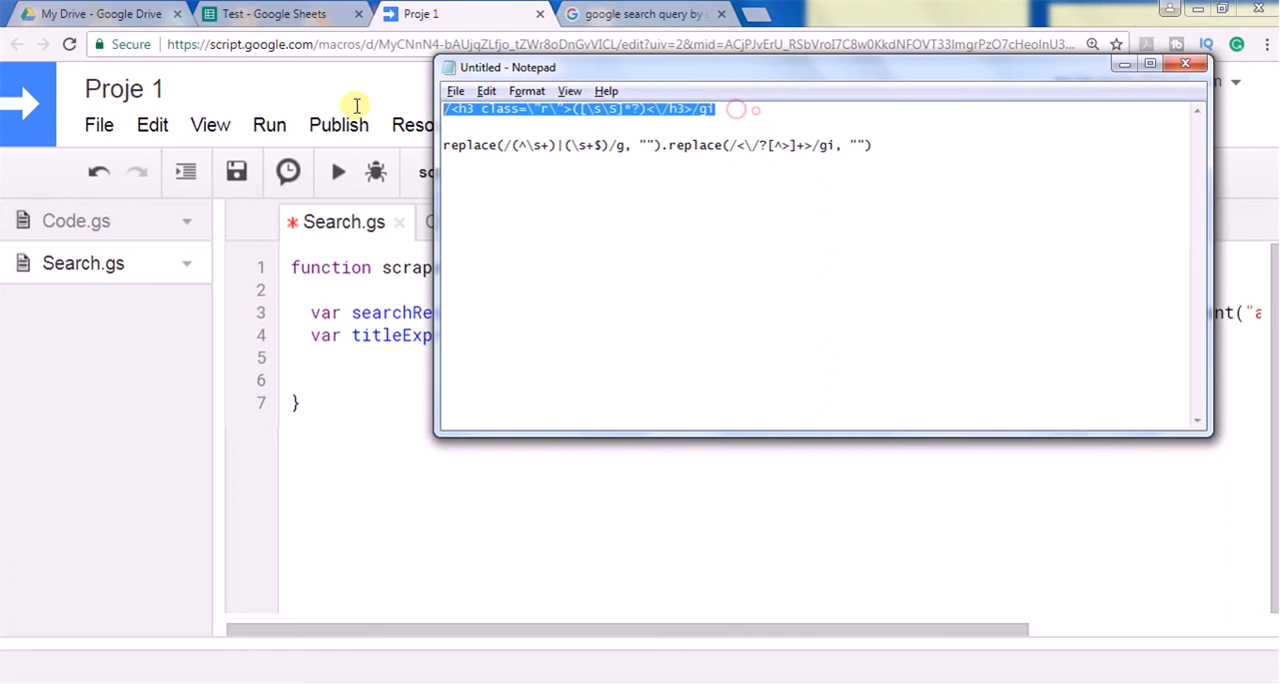 My Drive - Google Drive
Test - Google Sheets
Proje 1
google search query by
Secure
https://script.google.com/macros/d/MyCNnN4-bAUjqZLfjo_tZWr8oDnGvVICL/edit?uiv=2&mid=ACjPJvErU_RSbVroI7C8w0KkdNFOVT33ImgrPzO7cHeoInU3...
Proje 1
File Edit View Run Publish Reso
Untitled - Notepad
File Edit Format View Help
/<h3 class=\"r\">([\s\S]*?)<\/h3>/gi
replace(/(^\s+)|(\s+$)/g, "").replace(/<\/?[^>]+>/gi, "")
Code.gs
Search.gs
* Search.gs
1 function scrap
2
3 var searchRe nt("a
4 var titleExp
5
6
7 }